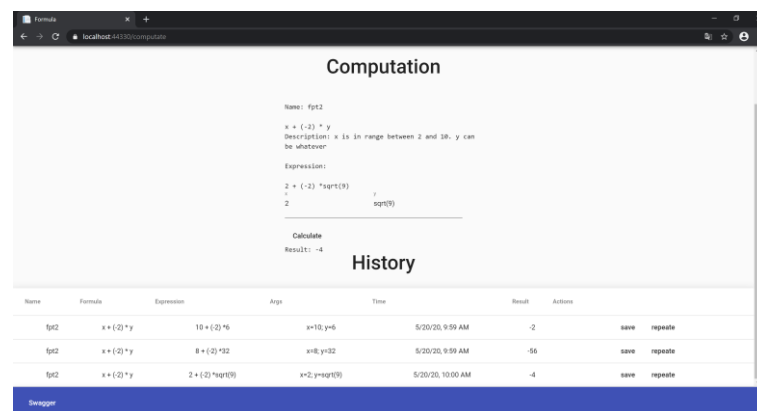 Formula
localhost:44330/computate
Computation
Name: fpt2
x + (-2) * y
Description: x is in range between 2 and 10. y can
be whatever
Expression:
2 + (-2) *sqrt(9)
x y
2 sqrt(9)
Calculate
Result: -4
History
Name Formula Expression Args Time Result Actions
fpt2 x + (-2) * y 10 + (-2) *6 x=10; y=6 5/20/20, 9:59 AM -2 save repeate
fpt2 x + (-2) * y 8 + (-2) *32 x=8; y=32 5/20/20, 9:59 AM -56 save repeate
fpt2 x + (-2) * y 2 + (-2) *sqrt(9) x=2; y=sqrt(9) 5/20/20, 10:00 AM -4 save repeate
Swagger